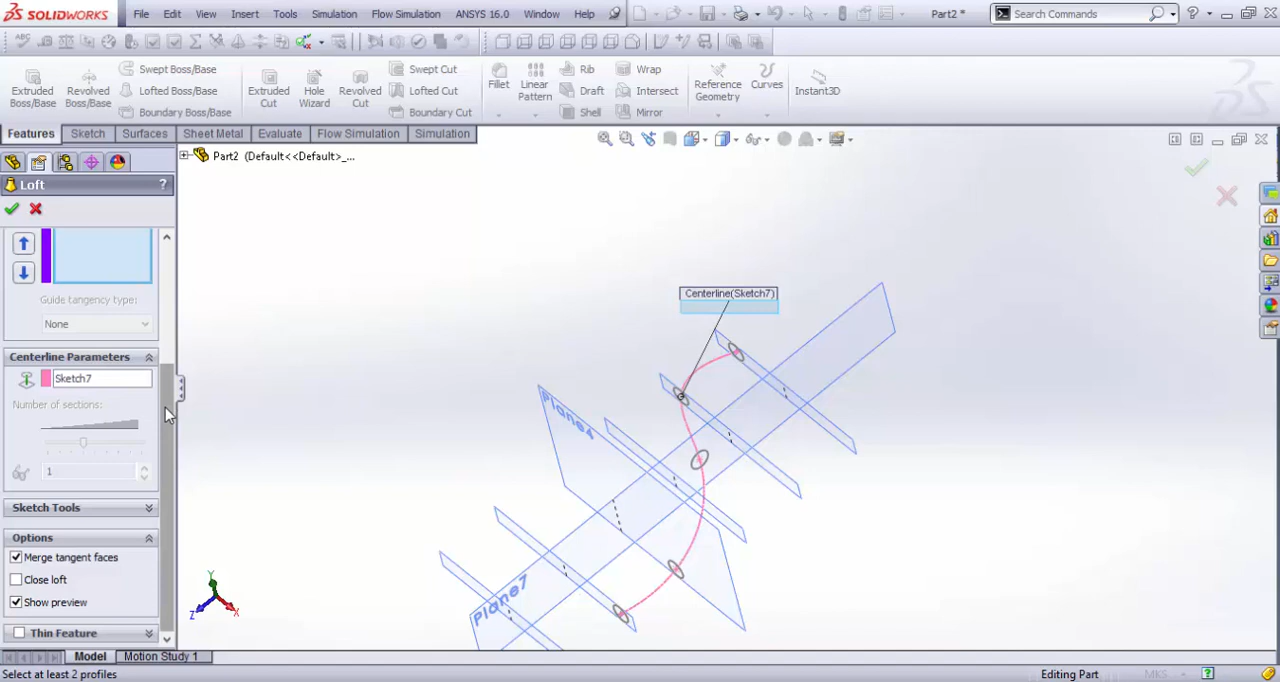 SOLIDWORKS File Edit View Insert Tools Simulation Flow Simulation ANSYS 16.0 Window Help Part2 * Search Commands
Extruded Boss/Base
Revolved Boss/Base
Swept Boss/Base
Lofted Boss/Base
Boundary Boss/Base
Extruded Cut
Hole Wizard
Revolved Cut
Swept Cut
Lofted Cut
Boundary Cut
Fillet
Linear Pattern
Rib
Draft
Shell
Wrap
Intersect
Mirror
Reference Geometry
Curves
Instant3D
Features Sketch Surfaces Sheet Metal Evaluate Flow Simulation Simulation
Part2 (Default<<Default>_...
Loft ?
Guide tangency type:
None
Centerline Parameters
Sketch7
Number of sections:
1
Sketch Tools
Options
Merge tangent faces
Close loft
Show preview
Thin Feature
Centerline(Sketch7)
Plane4
Plane7
Y
Z
X
Model Motion Study 1
Select at least 2 profiles Editing Part MKS